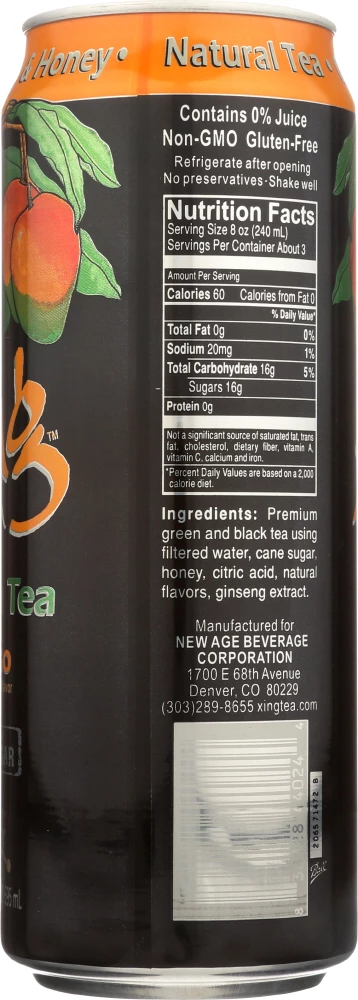 & Honey • Natural Tea •
Contains 0% Juice
Non-GMO Gluten-Free
Refrigerate after opening
No preservatives·Shake well
Nutrition Facts
Serving Size 8 oz (240 mL)
Servings Per Container About 3
Amount Per Serving
Calories 60 Calories from Fat 0
% Daily Value*
Total Fat 0g 0%
Sodium 20mg 1%
Total Carbohydrate 16g 5%
Sugars 16g
Protein 0g
Not a significant source of saturated fat, trans
fat, cholesterol, dietary fiber, vitamin A,
vitamin C, calcium and iron.
*Percent Daily Values are based on a 2,000
calorie diet.
Ingredients: Premium
green and black tea using
filtered water, cane sugar,
honey, citric acid, natural
flavors, ginseng extract.
Manufactured for
NEW AGE BEVERAGE
CORPORATION
1700 E 68th Avenue
Denver, CO 80229
(303)289-8655 xingtea.com
TM
Tea